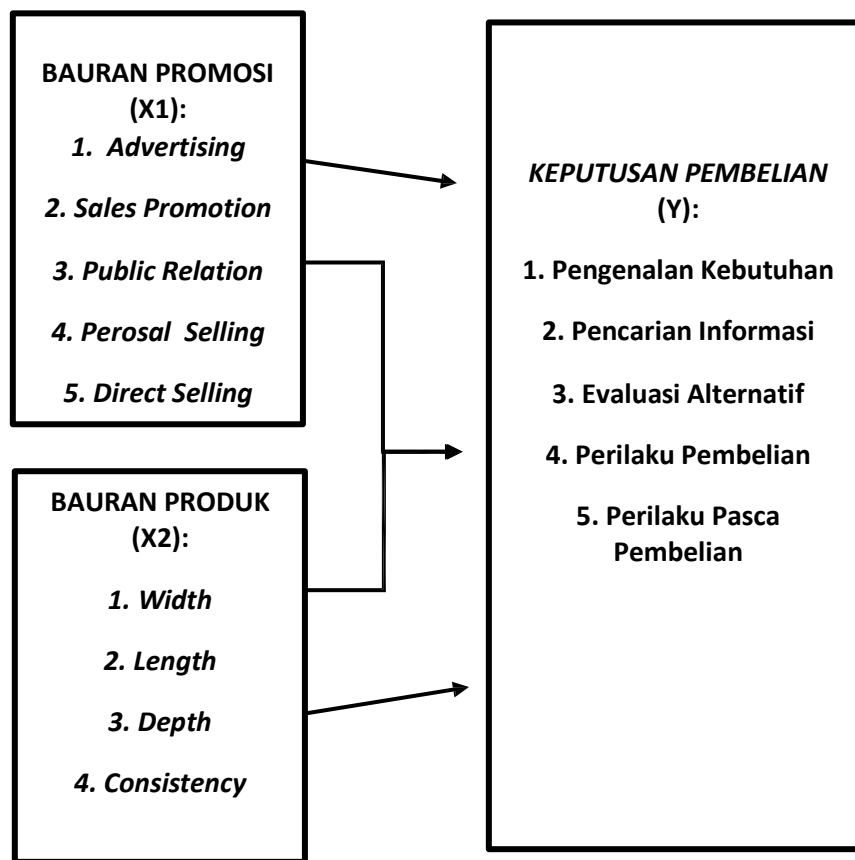 BAURAN PROMOSI
(X1):
1. Advertising
2. Sales Promotion
3. Public Relation
4. Perosal Selling
5. Direct Selling
BAURAN PRODUK
(X2):
1. Width
2. Length
3. Depth
4. Consistency
KEPUTUSAN PEMBELIAN
(Y):
1. Pengenalan Kebutuhan
2. Pencarian Informasi
3. Evaluasi Alternatif
4. Perilaku Pembelian
5. Perilaku Pasca
Pembelian